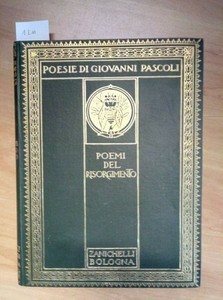 POESIE DI GIOVANNI PASCOLI
POEMI
DEL
RISORGIMENTO
ZANICHELLI
BOLOGNA